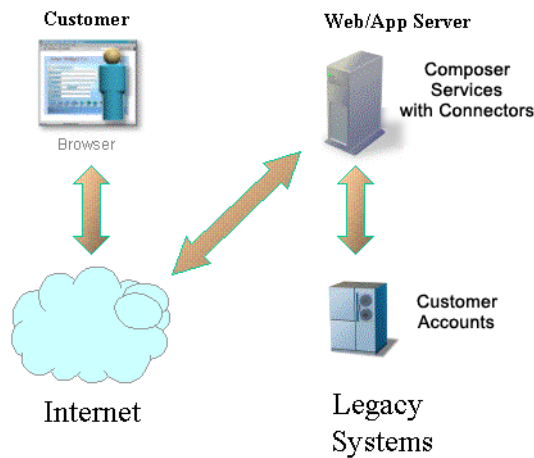 Customer
Web/App Server
Composer
Services
with Connectors
Browser
Customer
Accounts
Internet
Legacy
Systems